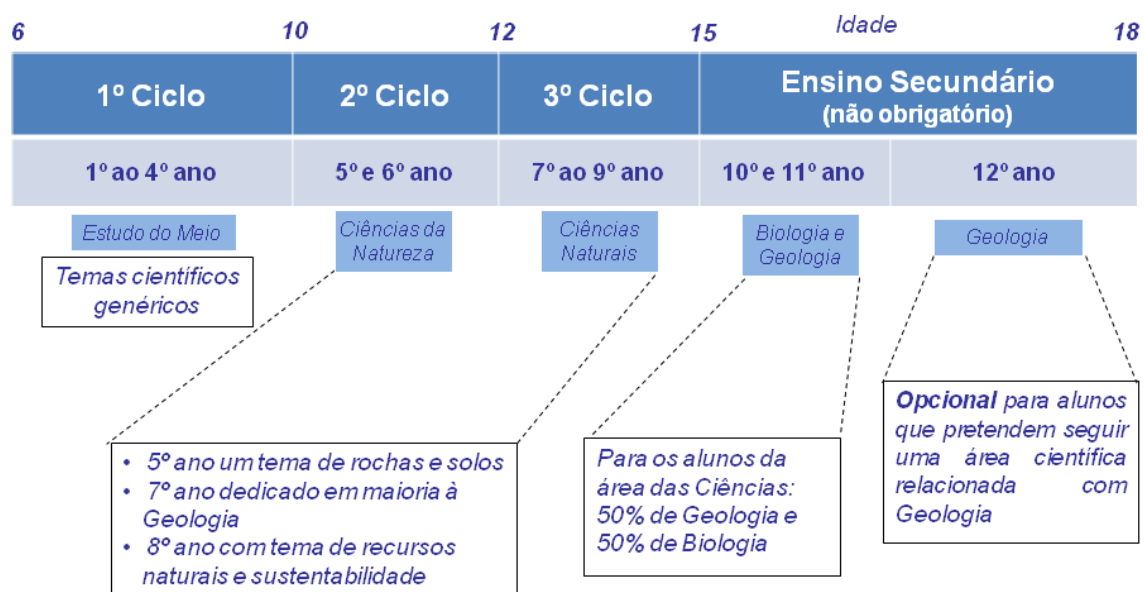 6 10 12 15 Idade 18
1º Ciclo
2º Ciclo
3º Ciclo
Ensino Secundário
(não obrigatório)
1º ao 4º ano
5º e 6º ano
7º ao 9º ano
10º e 11º ano
12º ano
Estudo do Meio
Temas científicos
genéricos
Ciências da
Natureza
Ciências
Naturais
Biologia e
Geologia
Geologia
• 5º ano um tema de rochas e solos
• 7º ano dedicado em maioria à
Geologia
• 8º ano com tema de recursos
naturais e sustentabilidade
Para os alunos da
área das Ciências:
50% de Geologia e
50% de Biologia
Opcional para alunos
que pretendem seguir
uma área científica
relacionada com
Geologia